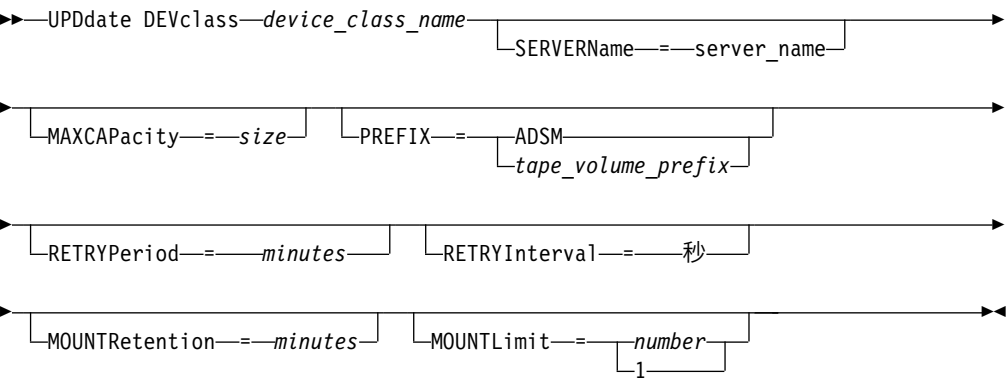 UPDdate DEVclass device_class_name
SERVERName = server_name
MAXCAPacity = size PREFIX = ADSM
tape_volume_prefix
RETRYPeriod = minutes RETRYInterval = 秒
MOUNTRetention = minutes MOUNTLimit = number
1